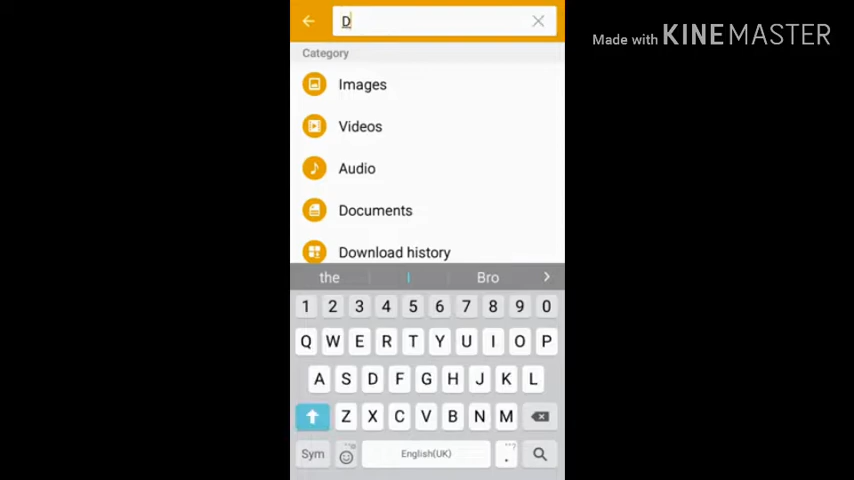 D
Made with KINEMASTER
Category
Images
Videos
Audio
Documents
Download history
the I Bro
1 2 3 4 5 6 7 8 9 0
Q W E R T Y U I O P
A S D F G H J K L
Z X C V B N M
Sym English(UK) .